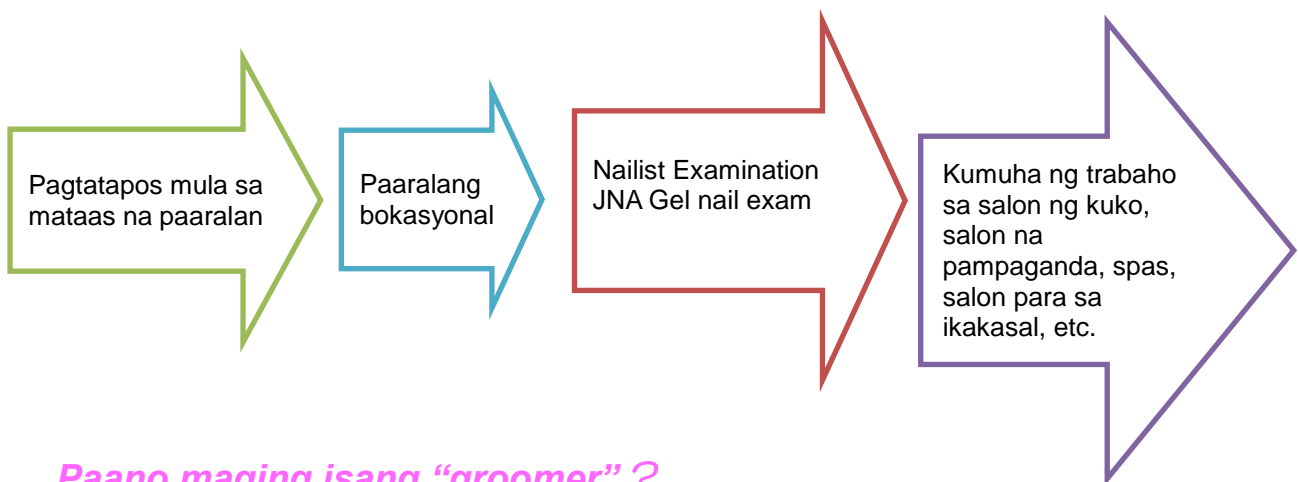 Pagtatapos mula sa
mataas na paaralan
Paaralang
bokasyonal
Nailist Examination
JNA Gel nail exam
Kumuha ng trabaho
sa salon ng kuko,
salon na
pampaganda, spas,
salon para sa
ikakasal, etc.
Paano maging isang “groomer”？